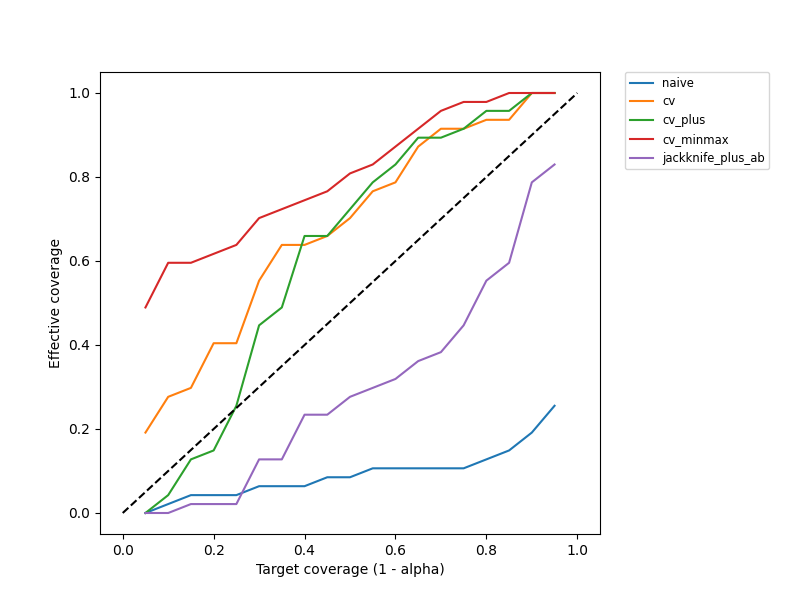 naive
cv
cv_plus
cv_minmax
jackknife_plus_ab
1.0
0.8
0.6
0.4
0.2
0.0
Effective coverage
0.0 0.2 0.4 0.6 0.8 1.0
Target coverage (1 - alpha)